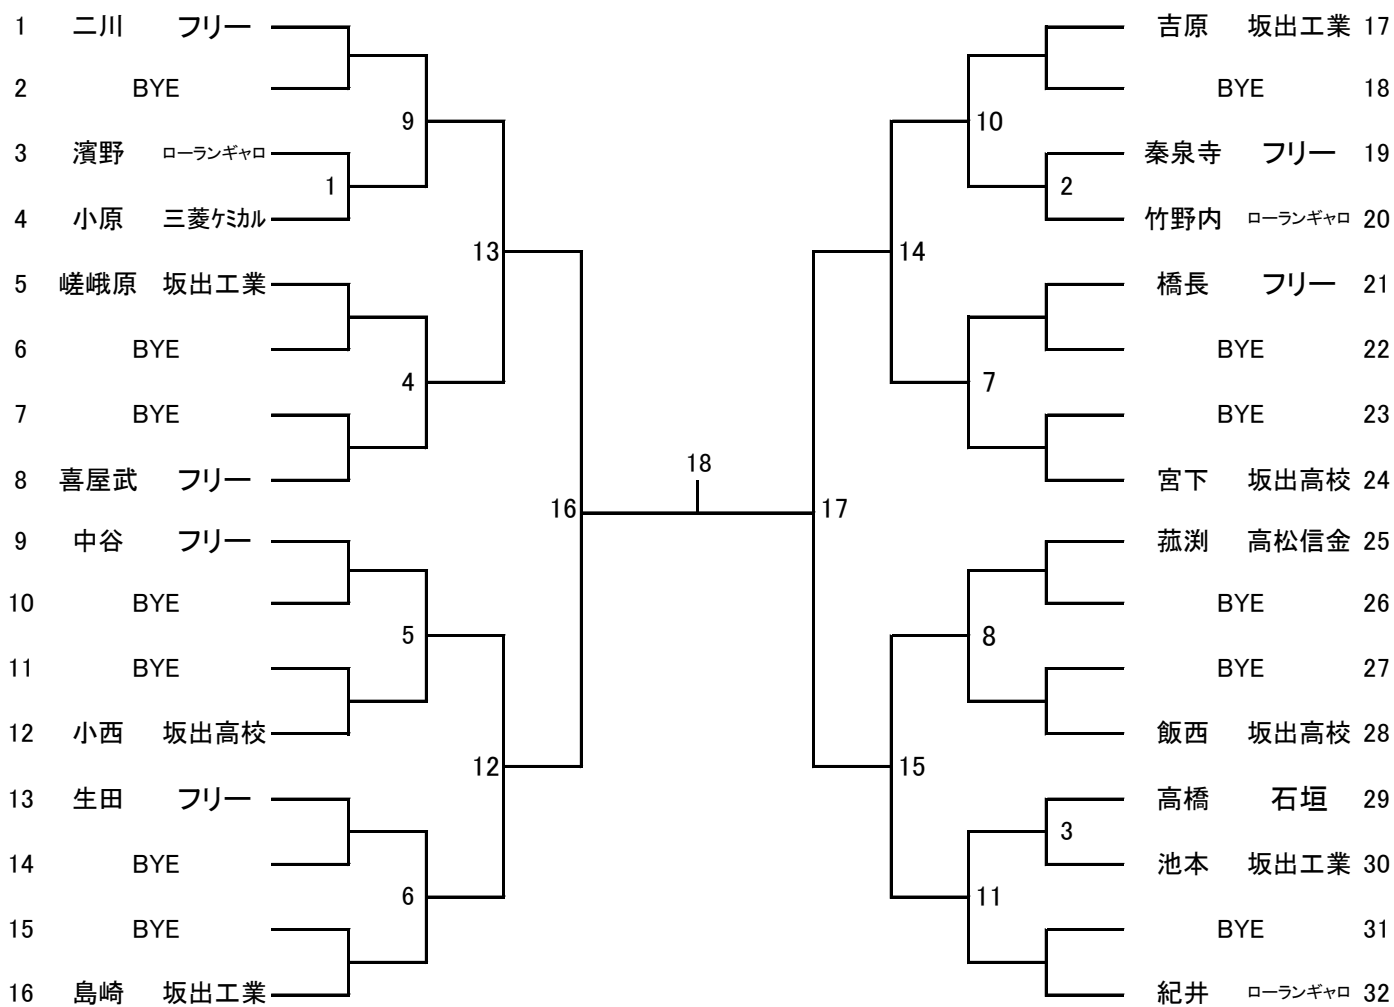 1 二川 フリー
2 BYE
9
3 濱野 ローランギャロ
1
4 小原 三菱ケミカル
13
5 嵯峨原 坂出工業
6 BYE
4
7 BYE
8 喜屋武 フリー
16
9 中谷 フリー
10 BYE
5
11 BYE
12 小西 坂出高校
12
13 生田 フリー
14 BYE
6
15 BYE
16 島崎 坂出工業
18
吉原 坂出工業 17
BYE 18
10
秦泉寺 フリー 19
2
竹野内 ローランギャロ 20
14
橋長 フリー 21
BYE 22
7
BYE 23
宮下 坂出高校 24
17
菰渕 高松信金 25
BYE 26
8
BYE 27
飯西 坂出高校 28
15
高橋 石垣 29
3
池本 坂出工業 30
11
BYE 31
紀井 ローランギャロ 32